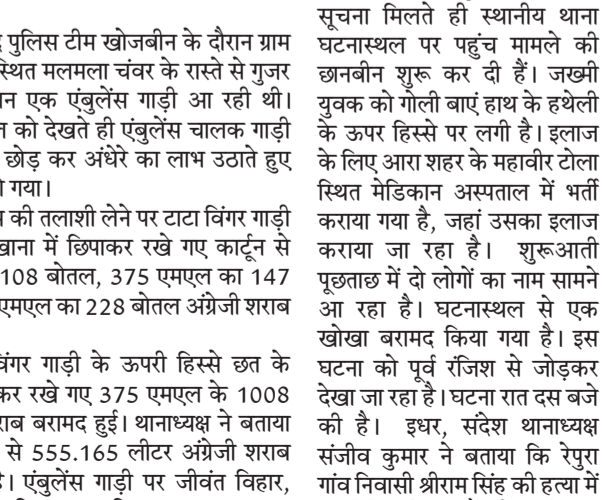 पुलिस टीम खोजबीन के दौरान ग्राम
स्थित मलमला चंवर के रास्ते से गुजर
एक एंबुलेंस गाड़ी आ रही थी।
को देखते ही एंबुलेंस चालक गाड़ी
छोड़ कर अंधेरे का लाभ उठाते हुए
गया।
की तलाशी लेने पर टाटा विंगर गाड़ी
में छिपाकर रखे गए कार्टून से
108 बोतल, 375 एमएल का 147
एमएल का 228 बोतल अंग्रेजी शराब
विंगर गाड़ी के ऊपरी हिस्से छत के
कर रखे गए 375 एमएल के 1008
बरामद हुई। थानाध्यक्ष ने बताया
से 555.165 लीटर अंग्रेजी शराब
है। एंबुलेंस गाड़ी पर जीवंत विहार,
सूचना मिलते ही स्थानीय थाना
घटनास्थल पर पहुंच मामले की
छानबीन शुरू कर दी हैं। जख्मी
युवक को गोली बाएं हाथ के हथेली
के ऊपर हिस्से पर लगी है। इलाज
के लिए आरा शहर के महावीर टोला
स्थित मेडिकान अस्पताल में भर्ती
कराया गया है, जहां उसका इलाज
कराया जा रहा है। शुरूआती
पूछताछ में दो लोगों का नाम सामने
आ रहा है। घटनास्थल से एक
खोखा बरामद किया गया है। इस
घटना को पूर्व रंजिश से जोड़कर
देखा जा रहा है। घटना रात दस बजे
की है। इधर, संदेश थानाध्यक्ष
संजीव कुमार ने बताया कि रेपुरा
गांव निवासी श्रीराम सिंह की हत्या में